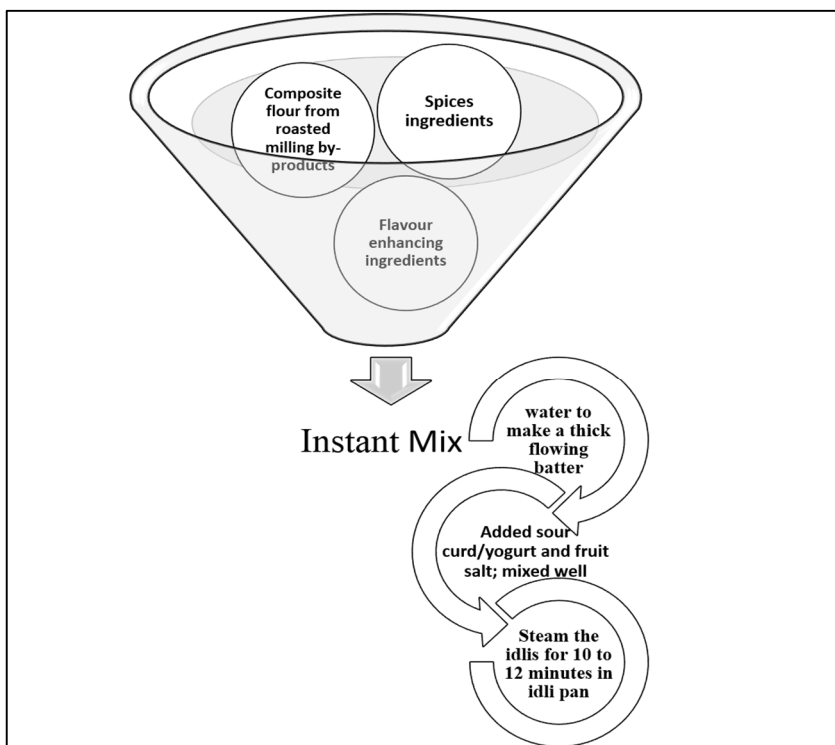 Composite
flour from
roasted
milling by-
products
Spices
ingredients
Flavour
enhancing
ingredients
Instant Mix
water to
make a thick
flowing
batter
Added sour
curd/yogurt and fruit
salt; mixed well
Steam the
idlis for 10 to
12 minutes in
idli pan